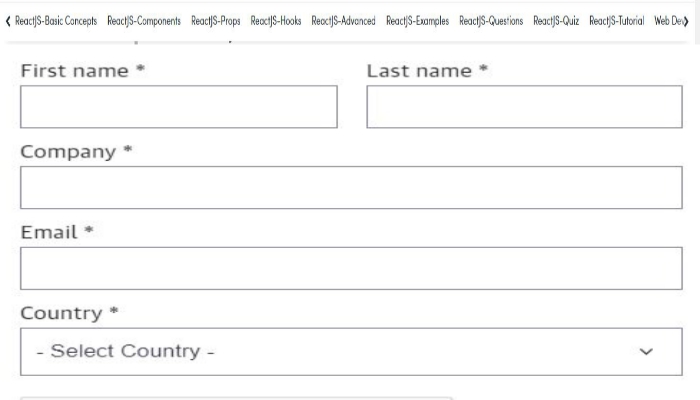 ❮ ReactJS-Basic Concepts ReactJS-Components ReactJS-Props ReactJS-Hooks ReactJS-Advanced ReactJS-Examples ReactJS-Questions ReactJS-Quiz ReactJS-Tutorial Web Dev❯
First name * Last name *
Company *
Email *
Country *
- Select Country -